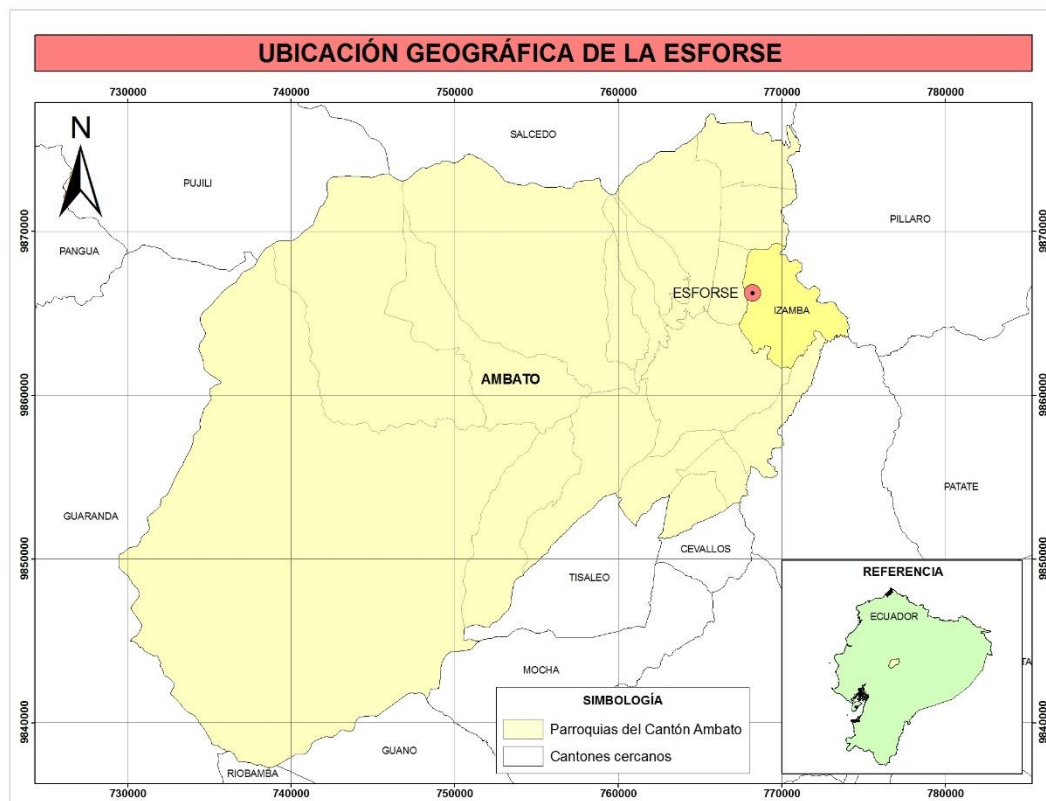 UBICACIÓN GEOGRÁFICA DE LA ESFORSE
730000 740000 750000 760000 770000 780000
N
SALCEDO
PUJILI
PILLARO
9870000 9870000
PANGUA
ESFORSE
IZAMBA
AMBATO
9860000 9860000
PATATE
GUARANDA
CEVALLOS
9850000 9850000
TISALEO
REFERENCIA
ECUADOR
TA
MOCHA
SIMBOLOGÍA
Parroquias del Cantón Ambato
Cantones cercanos
9840000 9840000
GUANO
RIOBAMBA
730000 740000 750000 760000 770000 780000